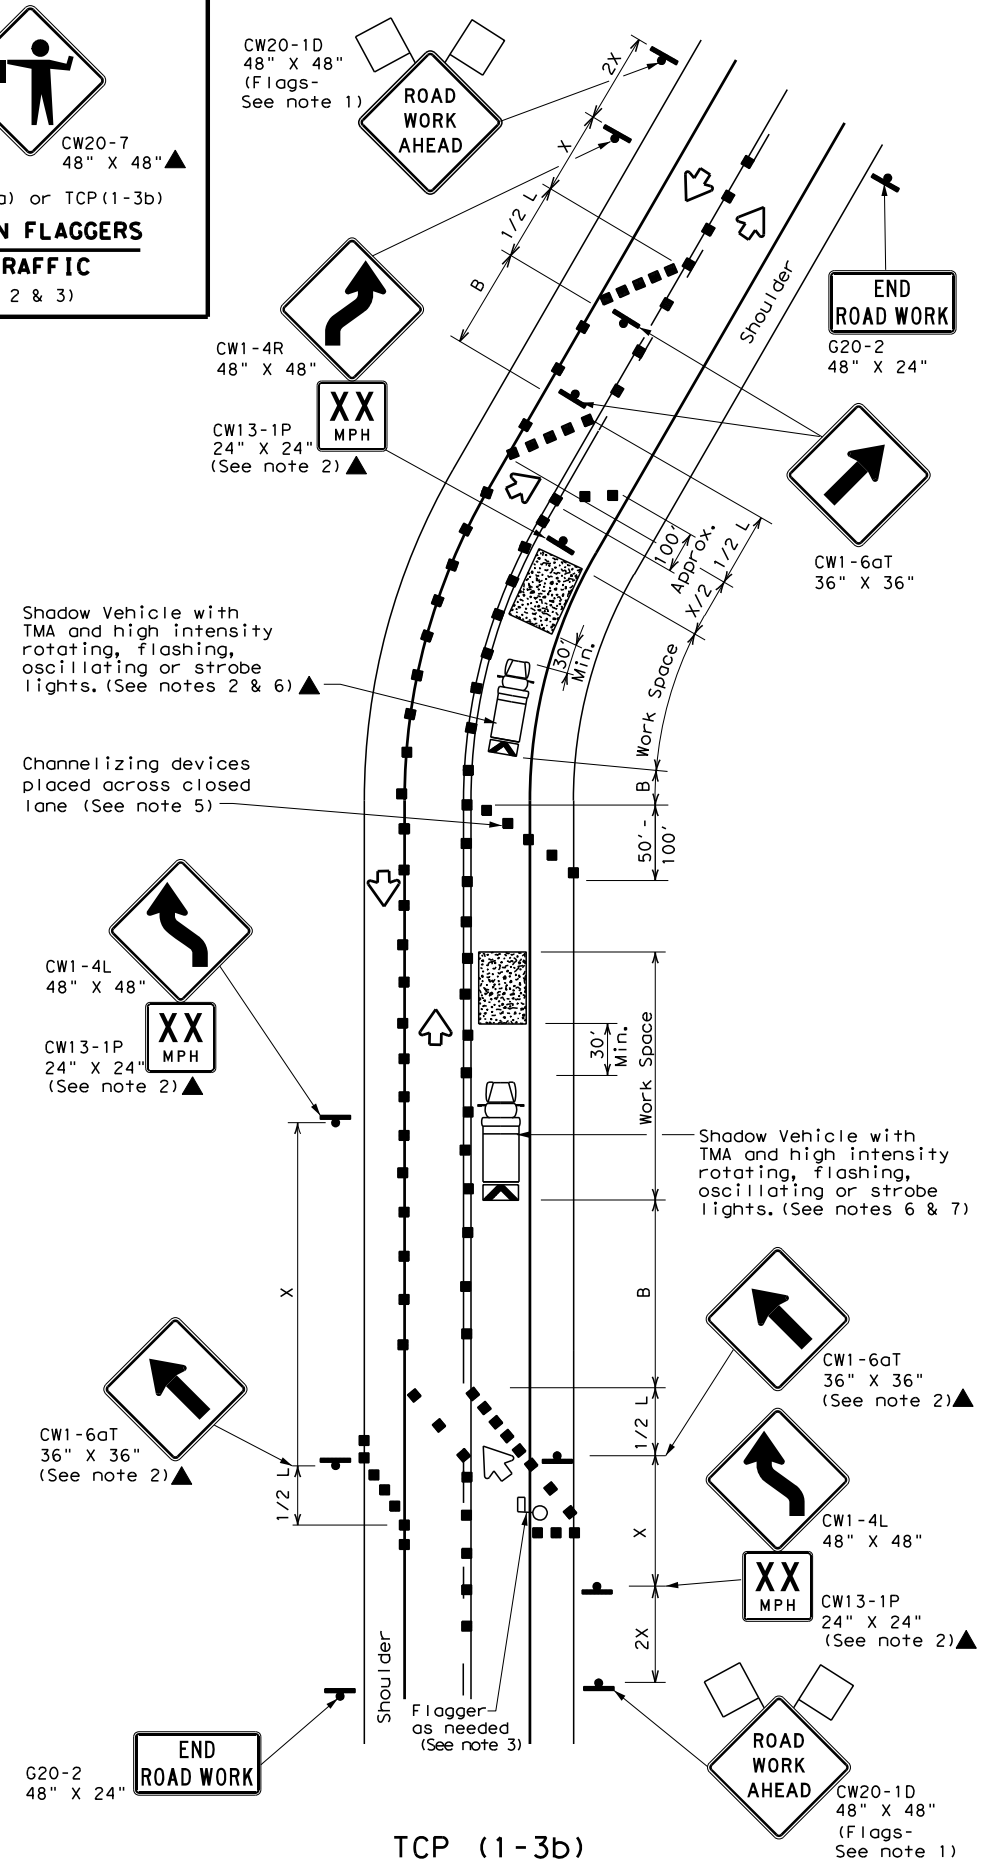 CW20-7
48" X 48"
a) or TCP(1-3b)
N FLAGGERS
RAFFIC
2 & 3)
CW20-1D
48" X 48"
(Flags-
See note 1)
ROAD
WORK
AHEAD
2X
X
1/2 L
B
CW1-4R
48" X 48"
XX
MPH
CW13-1P
24" X 24"
(See note 2)
Shoulder
END
ROAD WORK
G20-2
48" X 24"
CW1-6aT
36" X 36"
100'
Approx.
1/2 L
X/2
30'
Min.
Work Space
B
50'-
100'
Shadow Vehicle with
TMA and high intensity
rotating, flashing,
oscillating or strobe
lights. (See notes 2 & 6)
Channelizing devices
placed across closed
lane (See note 5)
CW1-4L
48" X 48"
XX
MPH
CW13-1P
24" X 24"
(See note 2)
30'
Min.
Work Space
Shadow Vehicle with
TMA and high intensity
rotating, flashing,
oscillating or strobe
lights. (See notes 6 & 7)
X
B
CW1-6aT
36" X 36"
(See note 2)
1/2 L
CW1-6aT
36" X 36"
(See note 2)
1/2 L
X
2X
CW1-4L
48" X 48"
XX
MPH
CW13-1P
24" X 24"
(See note 2)
Shoulder
Flagger
as needed
(See note 3)
END
ROAD WORK
G20-2
48" X 24"
ROAD
WORK
AHEAD
CW20-1D
48" X 48"
(Flags-
See note 1)
TCP (1-3b)